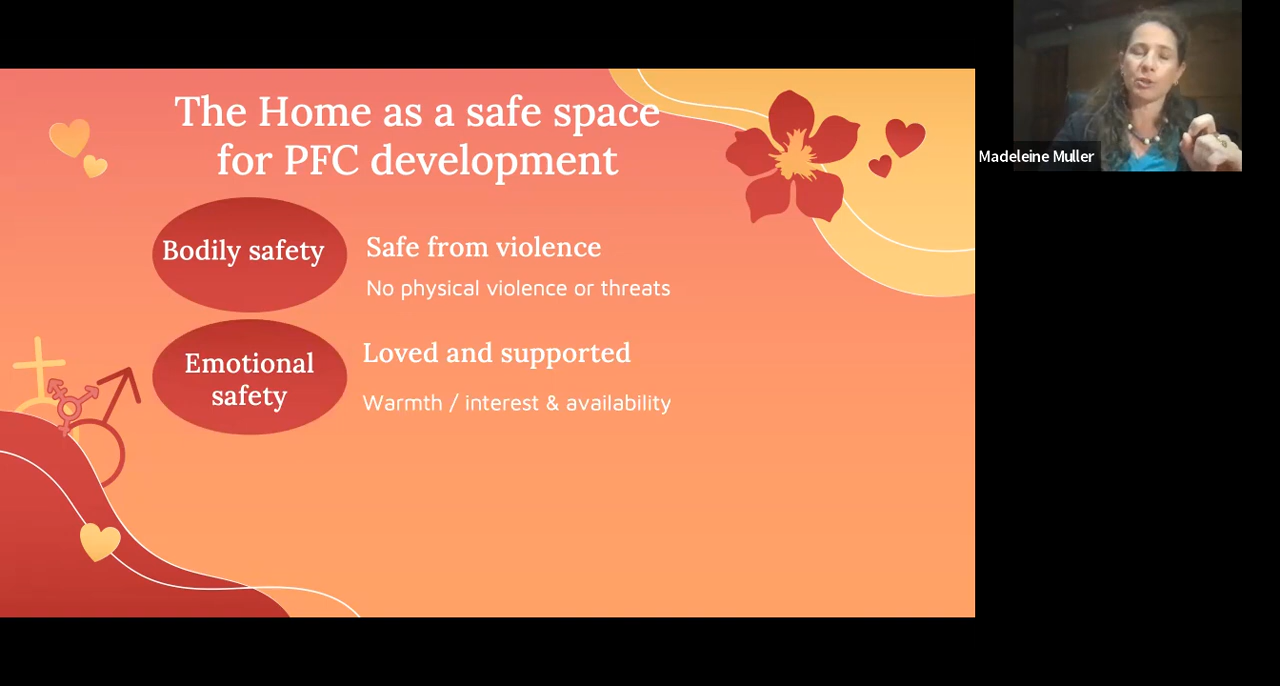 The Home as a safe space
for PFC development
Bodily safety
Safe from violence
No physical violence or threats
Emotional
safety
Loved and supported
Warmth / interest & availability
Madeleine Muller